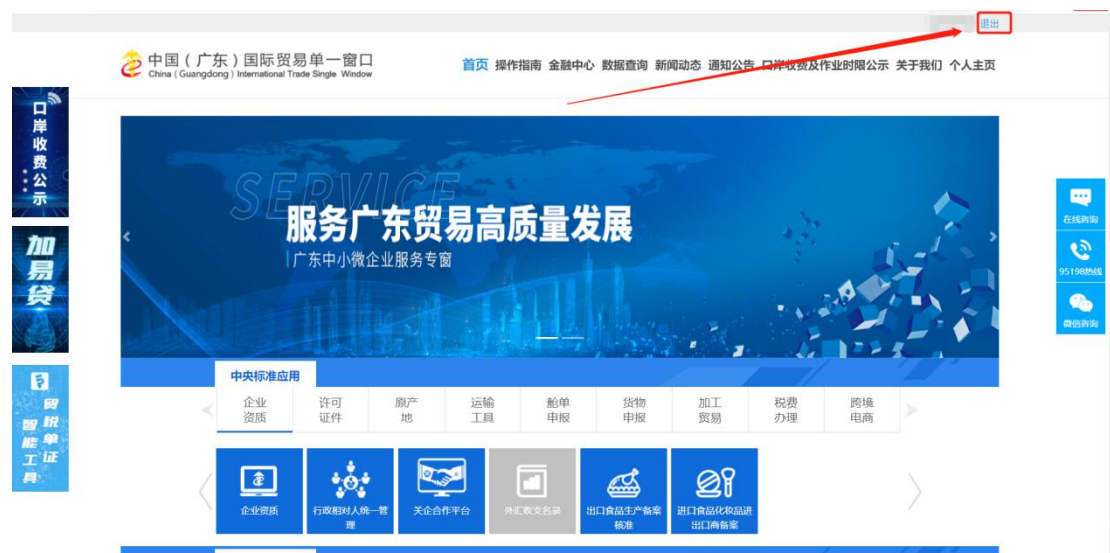 退出
中国（广东）国际贸易单一窗口
China（Guangdong）International Trade Single Window
首页 操作指南 金融中心 数据查询 新闻动态 通知公告 口岸收费及作业时限公示 关于我们 个人主页
口岸收费公示
加易贷
贸税单证
智能工具
SERVICE
服务广东贸易高质量发展
广东中小微企业服务专窗
在线咨询
95198热线
微信咨询
中央标准应用
企业资质
许可证件
原产地
运输工具
舱单申报
货物申报
加工贸易
税费办理
跨境电商
企业资质
行政相对人统一管理
关企合作平台
外汇收支名录
出口食品生产备案核准
进口食品化妆品进出口商备案